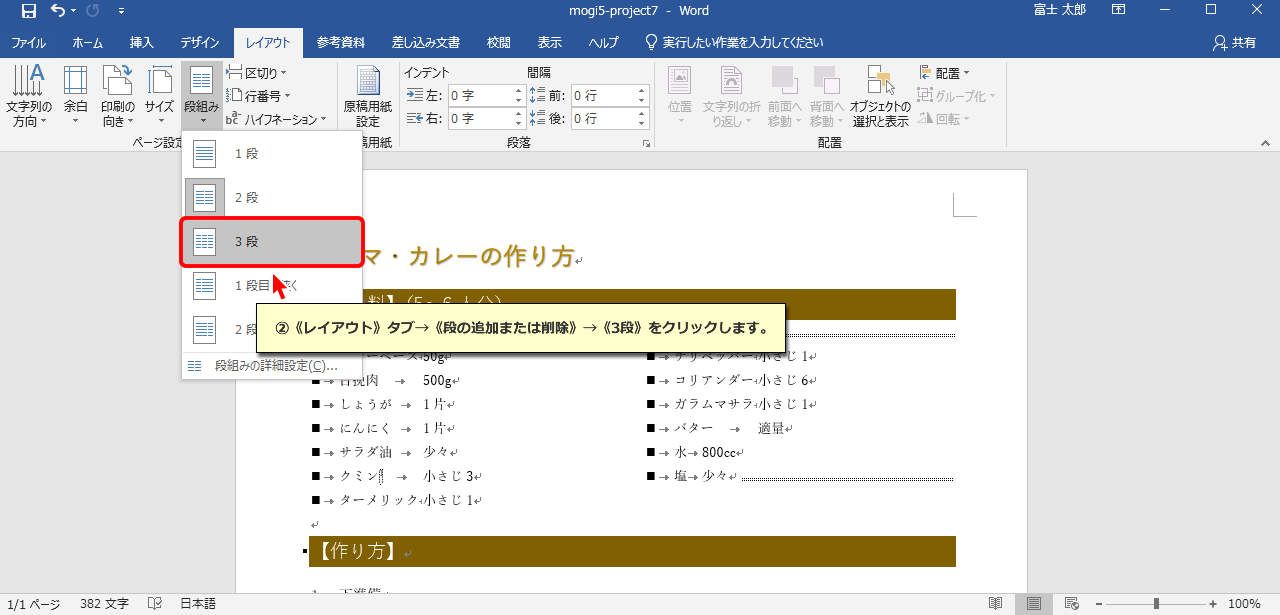 mogi5-project7 - Word
富士 太郎
ファイル ホーム 挿入 デザイン レイアウト 参考資料 差し込み文書 校閲 表示 ヘルプ 実行したい作業を入力してください 共有
文字列の方向 余白 印刷の向き サイズ 段組み
区切り
行番号
ハイフネーション
原稿用紙設定
インデント 間隔
左: 0 字 前: 0 行
右: 0 字 後: 0 行
位置 文字列の折り返し 前面へ移動 背面へ移動 オブジェクトの選択と表示
配置
グループ化
回転
ページ設定 稿用紙 段落 配置
1 段
2 段
3 段
1 段目 続く
2 段
段組みの詳細設定(C)...
②《レイアウト》タブ→《段の追加または削除》→《3段》をクリックします。
マ・カレーの作り方
料】(5~6 人分)
ーベース 50g
合挽肉 → 500g
しょうが → 1 片
にんにく → 1 片
サラダ油 → 少々
クミン → 小さじ 3
ターメリック 小さじ 1
チリペッパー 小さじ 1
コリアンダー 小さじ 6
ガラムマサラ 小さじ 1
バター → 適量
水→ 800cc
塩→ 少々
【作り方】
1. 下準備
1/1 ページ 382 文字 日本語 100%